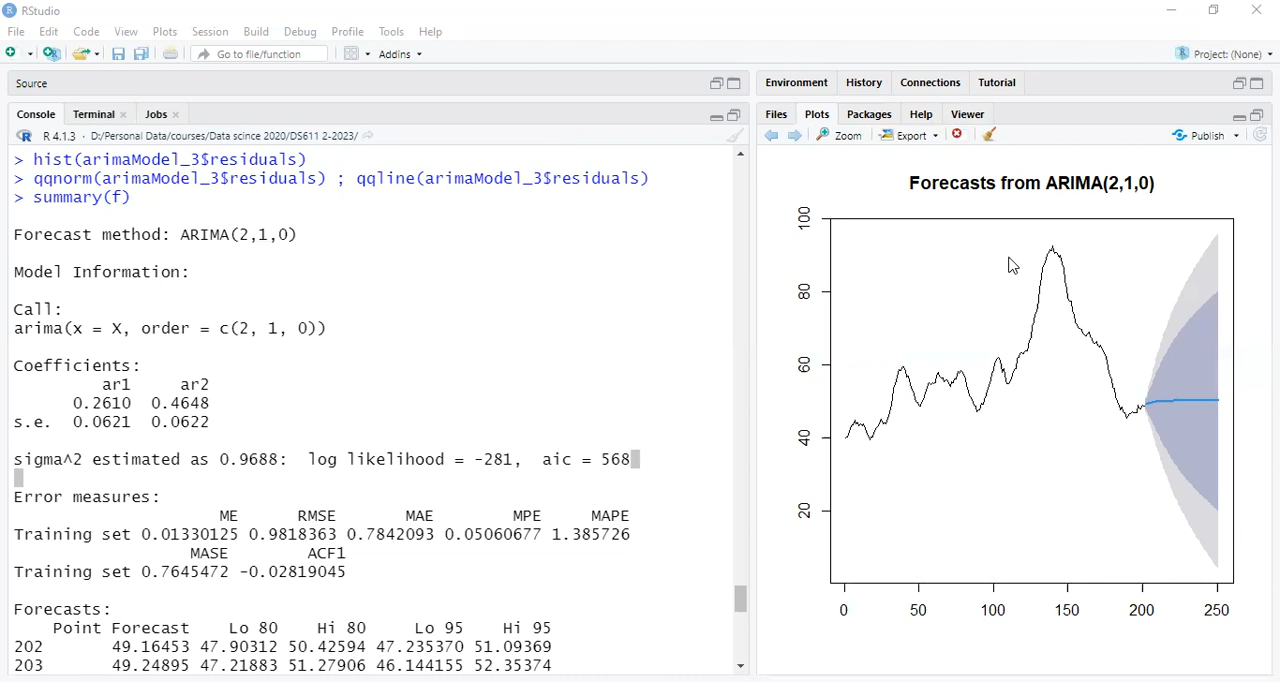 RStudio
File Edit Code View Plots Session Build Debug Profile Tools Help
Go to file/function Addins Project: (None)
Source
Environment History Connections Tutorial
Console Terminal Jobs
Files Plots Packages Help Viewer
R 4.1.3 · D:/Personal Data/courses/Data scince 2020/DS611 2-2023/
Zoom Export Publish
> hist(arimaModel_3$residuals)
> qqnorm(arimaModel_3$residuals) ; qqline(arimaModel_3$residuals)
> summary(f)
Forecast method: ARIMA(2,1,0)
Model Information:
Call:
arima(x = X, order = c(2, 1, 0))
Coefficients:
ar1 ar2
0.2610 0.4648
s.e. 0.0621 0.0622
sigma^2 estimated as 0.9688: log likelihood = -281, aic = 568
Error measures:
ME RMSE MAE MPE MAPE
Training set 0.01330125 0.9818363 0.7842093 0.05060677 1.385726
MASE ACF1
Training set 0.7645472 -0.02819045
Forecasts:
Point Forecast Lo 80 Hi 80 Lo 95 Hi 95
202 49.16453 47.90312 50.42594 47.235370 51.09369
203 49.24895 47.21883 51.27906 46.144155 52.35374
Forecasts from ARIMA(2,1,0)
100
80
60
40
20
0 50 100 150 200 250